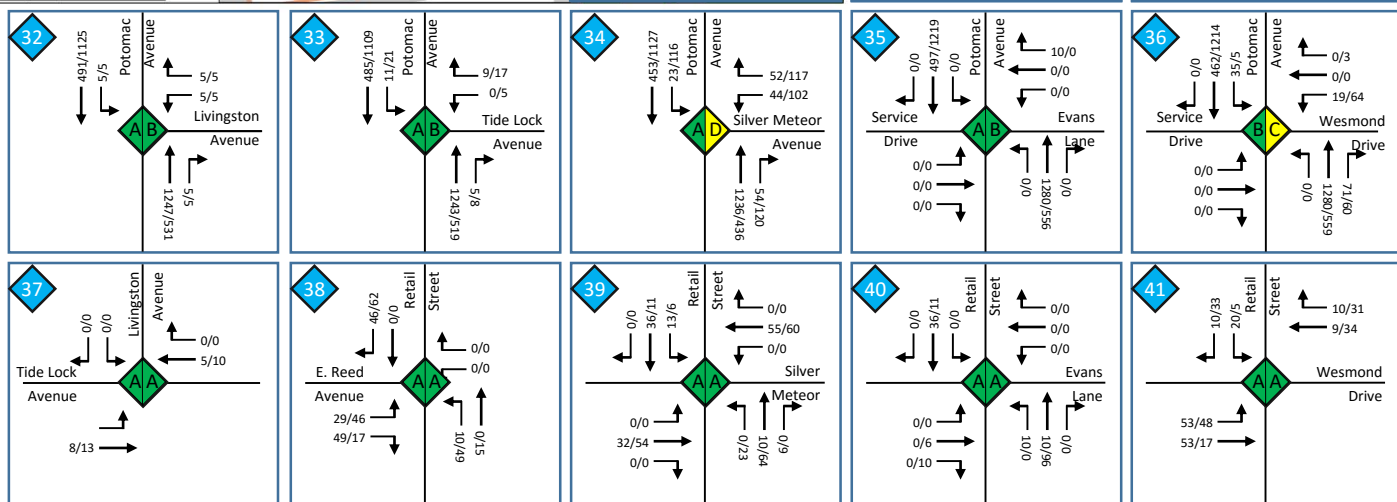 32
491/1125
5/5
Potomac
Avenue
5/5
5/5
Livingston
Avenue
A B
1247/531
5/5
33
485/1109
11/21
Potomac
Avenue
9/17
0/5
Tide Lock
Avenue
A B
1243/519
5/8
34
453/1127
23/116
Potomac
Avenue
52/117
44/102
Silver Meteor
Avenue
A D
1236/436
54/120
35
0/0
497/1219
0/0
Potomac
Avenue
10/0
0/0
0/0
Service
Drive
A B
Evans
Lane
0/0
0/0
0/0
0/0
1280/556
0/0
36
0/0
462/1214
35/5
Potomac
Avenue
0/3
0/0
19/64
Service
Drive
B C
Wesmond
Drive
0/0
0/0
0/0
0/0
1280/559
71/60
37
0/0
0/0
Livingston
Avenue
0/0
5/10
Tide Lock
Avenue
A A
8/13
38
46/62
0/0
Retail
Street
0/0
0/0
E. Reed
Avenue
A A
29/46
49/17
10/49
0/15
39
0/0
36/11
13/6
Retail
Street
0/0
55/60
0/0
Silver
Meteor
A A
0/0
32/54
0/0
0/23
10/64
0/9
40
0/0
36/11
0/0
Retail
Street
0/0
0/0
0/0
Evans
Lane
A A
0/0
0/6
0/10
10/0
10/96
0/0
41
10/33
20/5
Retail
Street
10/31
9/34
Wesmond
Drive
A A
53/48
53/17